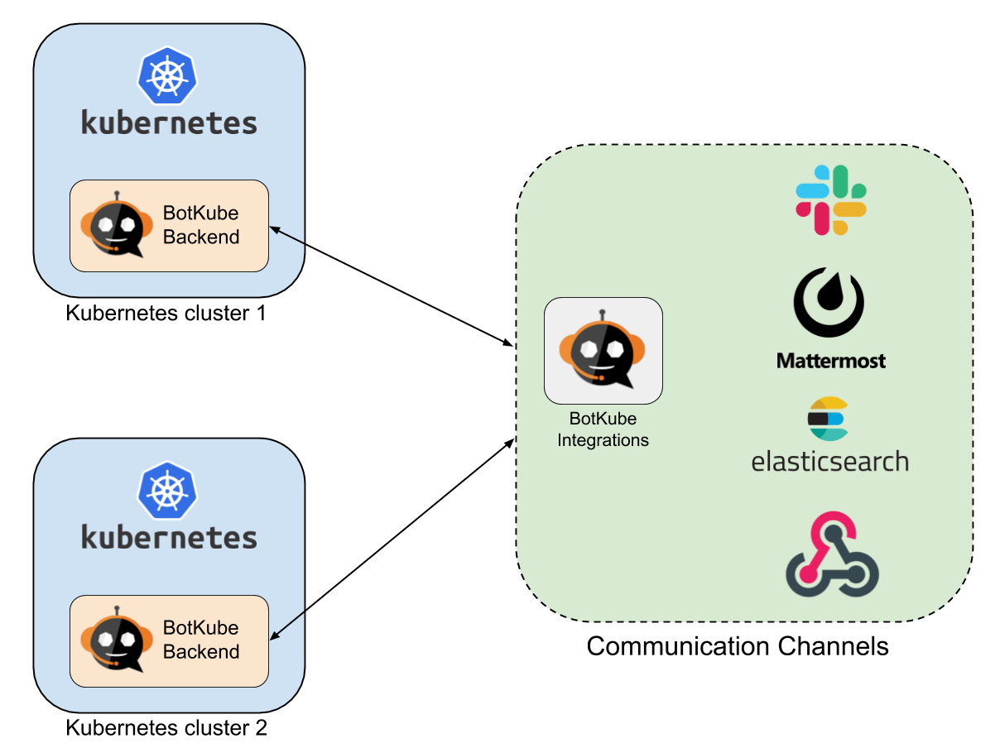 kubernetes
BotKube
Backend
Kubernetes cluster 1
kubernetes
BotKube
Backend
Kubernetes cluster 2
BotKube
Integrations
Mattermost
elasticsearch
Communication Channels